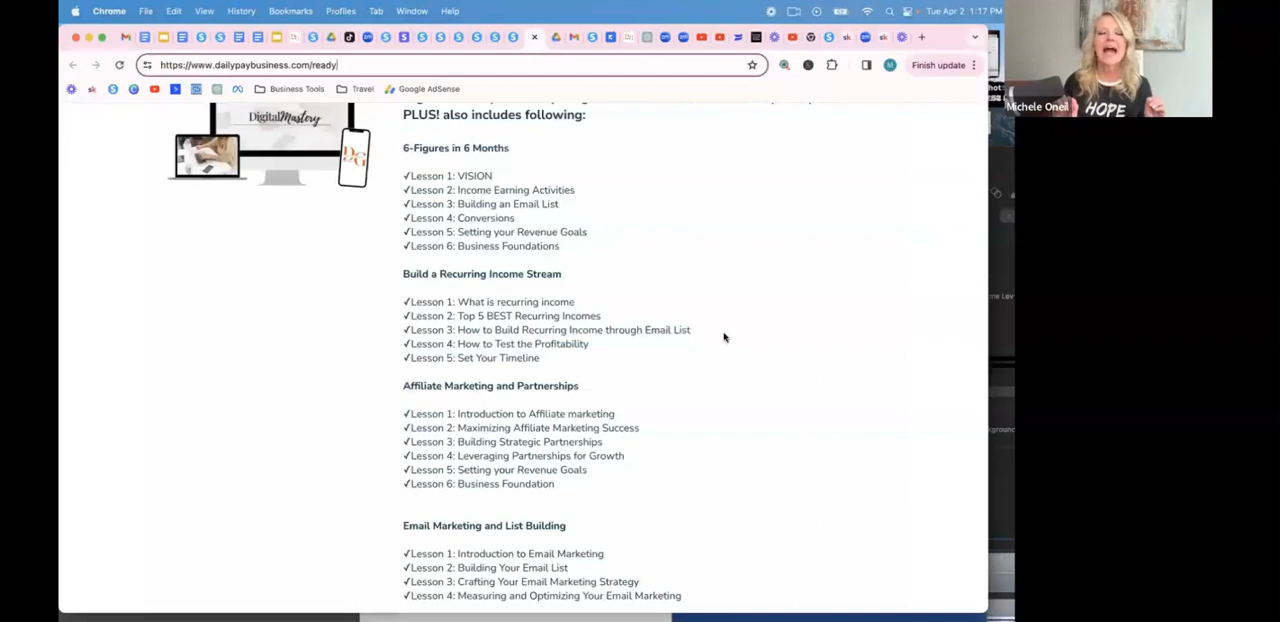 Chrome File Edit View History Bookmarks Profiles Tab Window Help
Tue Apr 2 1:17 PM
https://www.dailypaybusiness.com/ready
Finish update
Business Tools Travel Google AdSense
Michele Oneil
HOPE
DigitalMastery
DG
PLUS! also includes following:
6-Figures in 6 Months
✓Lesson 1: VISION
✓Lesson 2: Income Earning Activities
✓Lesson 3: Building an Email List
✓Lesson 4: Conversions
✓Lesson 5: Setting your Revenue Goals
✓Lesson 6: Business Foundations
Build a Recurring Income Stream
✓Lesson 1: What is recurring income
✓Lesson 2: Top 5 BEST Recurring Incomes
✓Lesson 3: How to Build Recurring Income through Email List
✓Lesson 4: How to Test the Profitability
✓Lesson 5: Set Your Timeline
Affiliate Marketing and Partnerships
✓Lesson 1: Introduction to Affiliate marketing
✓Lesson 2: Maximizing Affiliate Marketing Success
✓Lesson 3: Building Strategic Partnerships
✓Lesson 4: Leveraging Partnerships for Growth
✓Lesson 5: Setting your Revenue Goals
✓Lesson 6: Business Foundation
Email Marketing and List Building
✓Lesson 1: Introduction to Email Marketing
✓Lesson 2: Building Your Email List
✓Lesson 3: Crafting Your Email Marketing Strategy
✓Lesson 4: Measuring and Optimizing Your Email Marketing